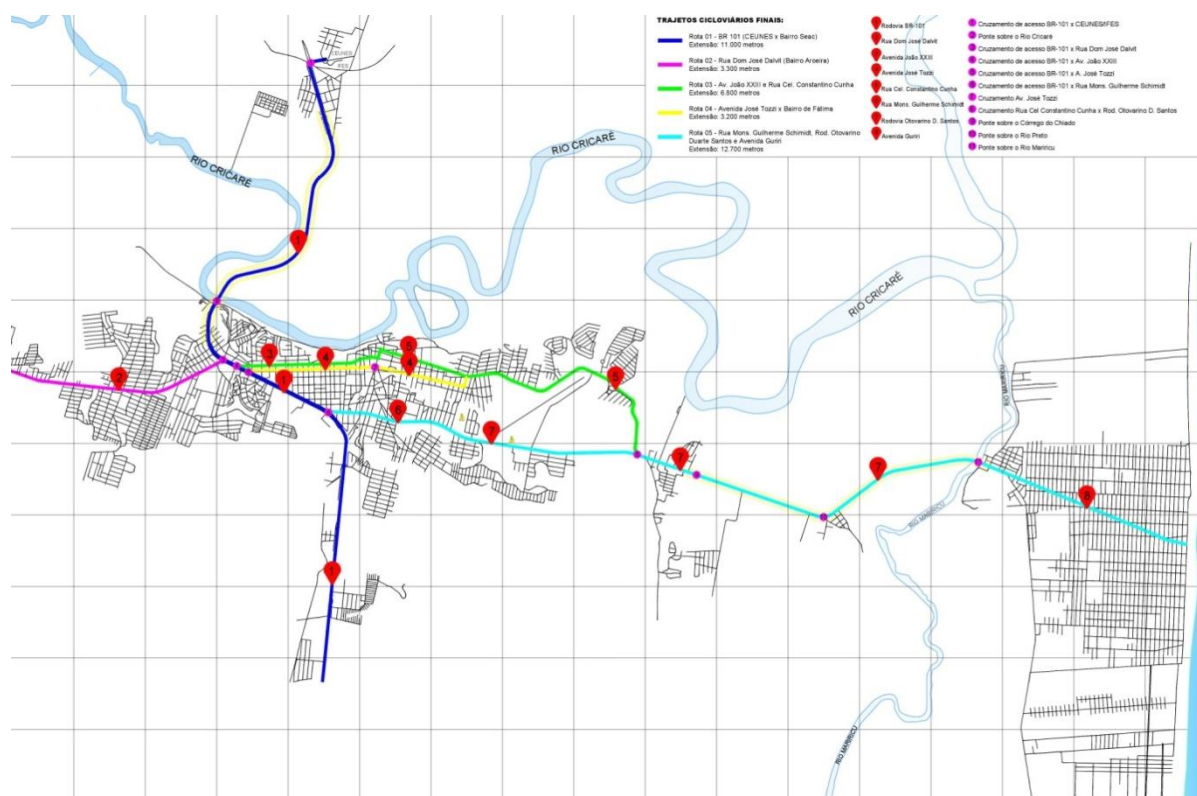 TRAJETOS CICLOVIÁRIOS FINAIS:
Rota 01 - BR 101 (CEUNES x Bairro Seac)
Extensão: 11.000 metros
Rota 02 - Rua Dom José Dalvit (Bairro Aroeira)
Extensão: 3.300 metros
Rota 03 - Av. João XXIII e Rua Cel. Constantino Cunha
Extensão: 6.800 metros
Rota 04 - Avenida José Tozzi x Bairro de Fátima
Extensão: 3.200 metros
Rota 05 - Rua Mons. Guilherme Schimidt, Rod. Otovarino
Duarte Santos e Avenida Guriri
Extensão: 12.700 metros
Rodovia BR-101
Rua Dom José Dalvit
Avenida João XXIII
Avenida José Tozzi
Rua Cel. Constantino Cunha
Rua Mons. Guilherme Schimidt
Rodovia Otovarino D. Santos
Avenida Guriri
Cruzamento de acesso BR-101 x CEUNES/IFES
Ponte sobre o Rio Cricaré
Cruzamento de acesso BR-101 x Rua Dom José Dalvit
Cruzamento de acesso BR-101 x Av. João XXIII
Cruzamento de acesso BR-101 x A. José Tozzi
Cruzamento de acesso BR-101 x Rua Mons. Guilherme Schimidt
Cruzamento Av. José Tozzi
Cruzamento Rua Cel Constantino Cunha x Rod. Otovarino D. Santos
Ponte sobre o Córrego do Chiado
Ponte sobre o Rio Preto
Ponte sobre o Rio Mariricu
CEUNES
IFES
RIO CRICARÉ
RIO CRICARÉ
RIO CRICARÉ
1
3
4
5
4
5
2
1
6
7
7
7
8
1
RIO MARIRICU
RIO MARIRICU
RIO MARIRICU